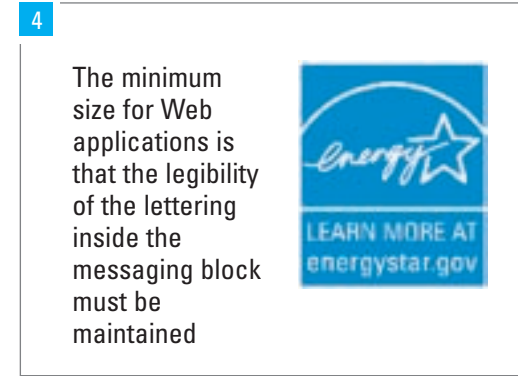 4
The minimum
size for Web
applications is
that the legibility
of the lettering
inside the
messaging block
must be
maintained
energy
LEARN MORE AT
energystar.gov